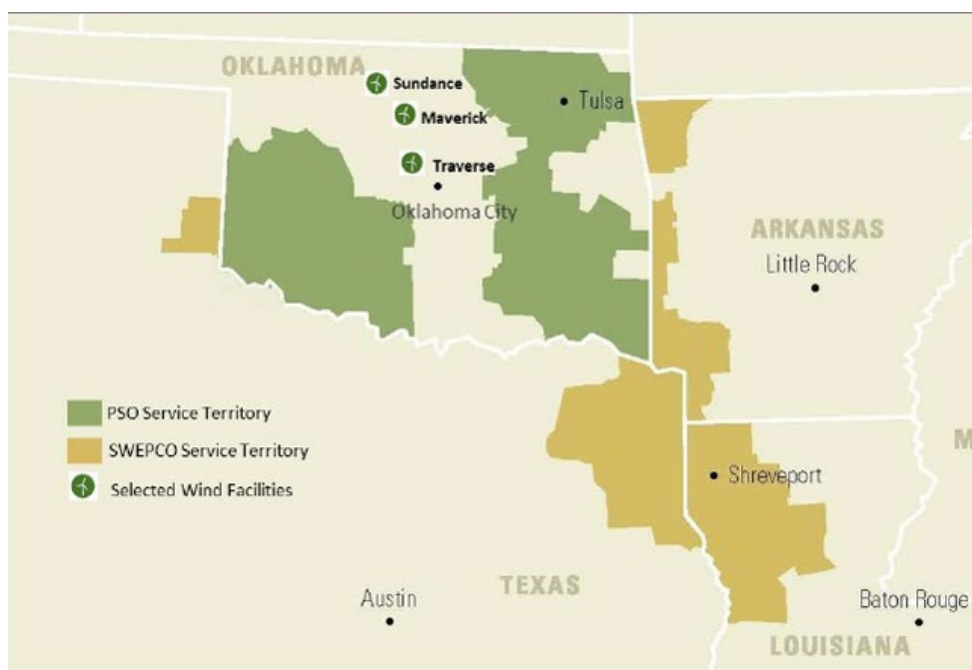 OKLAHOMA
Sundance
Tulsa
Maverick
Traverse
Oklahoma City
ARKANSAS
Little Rock
PSO Service Territory
SWEPCO Service Territory
M
Shreveport
Selected Wind Facilities
TEXAS
Austin
Baton Rouge
LOUISIANA